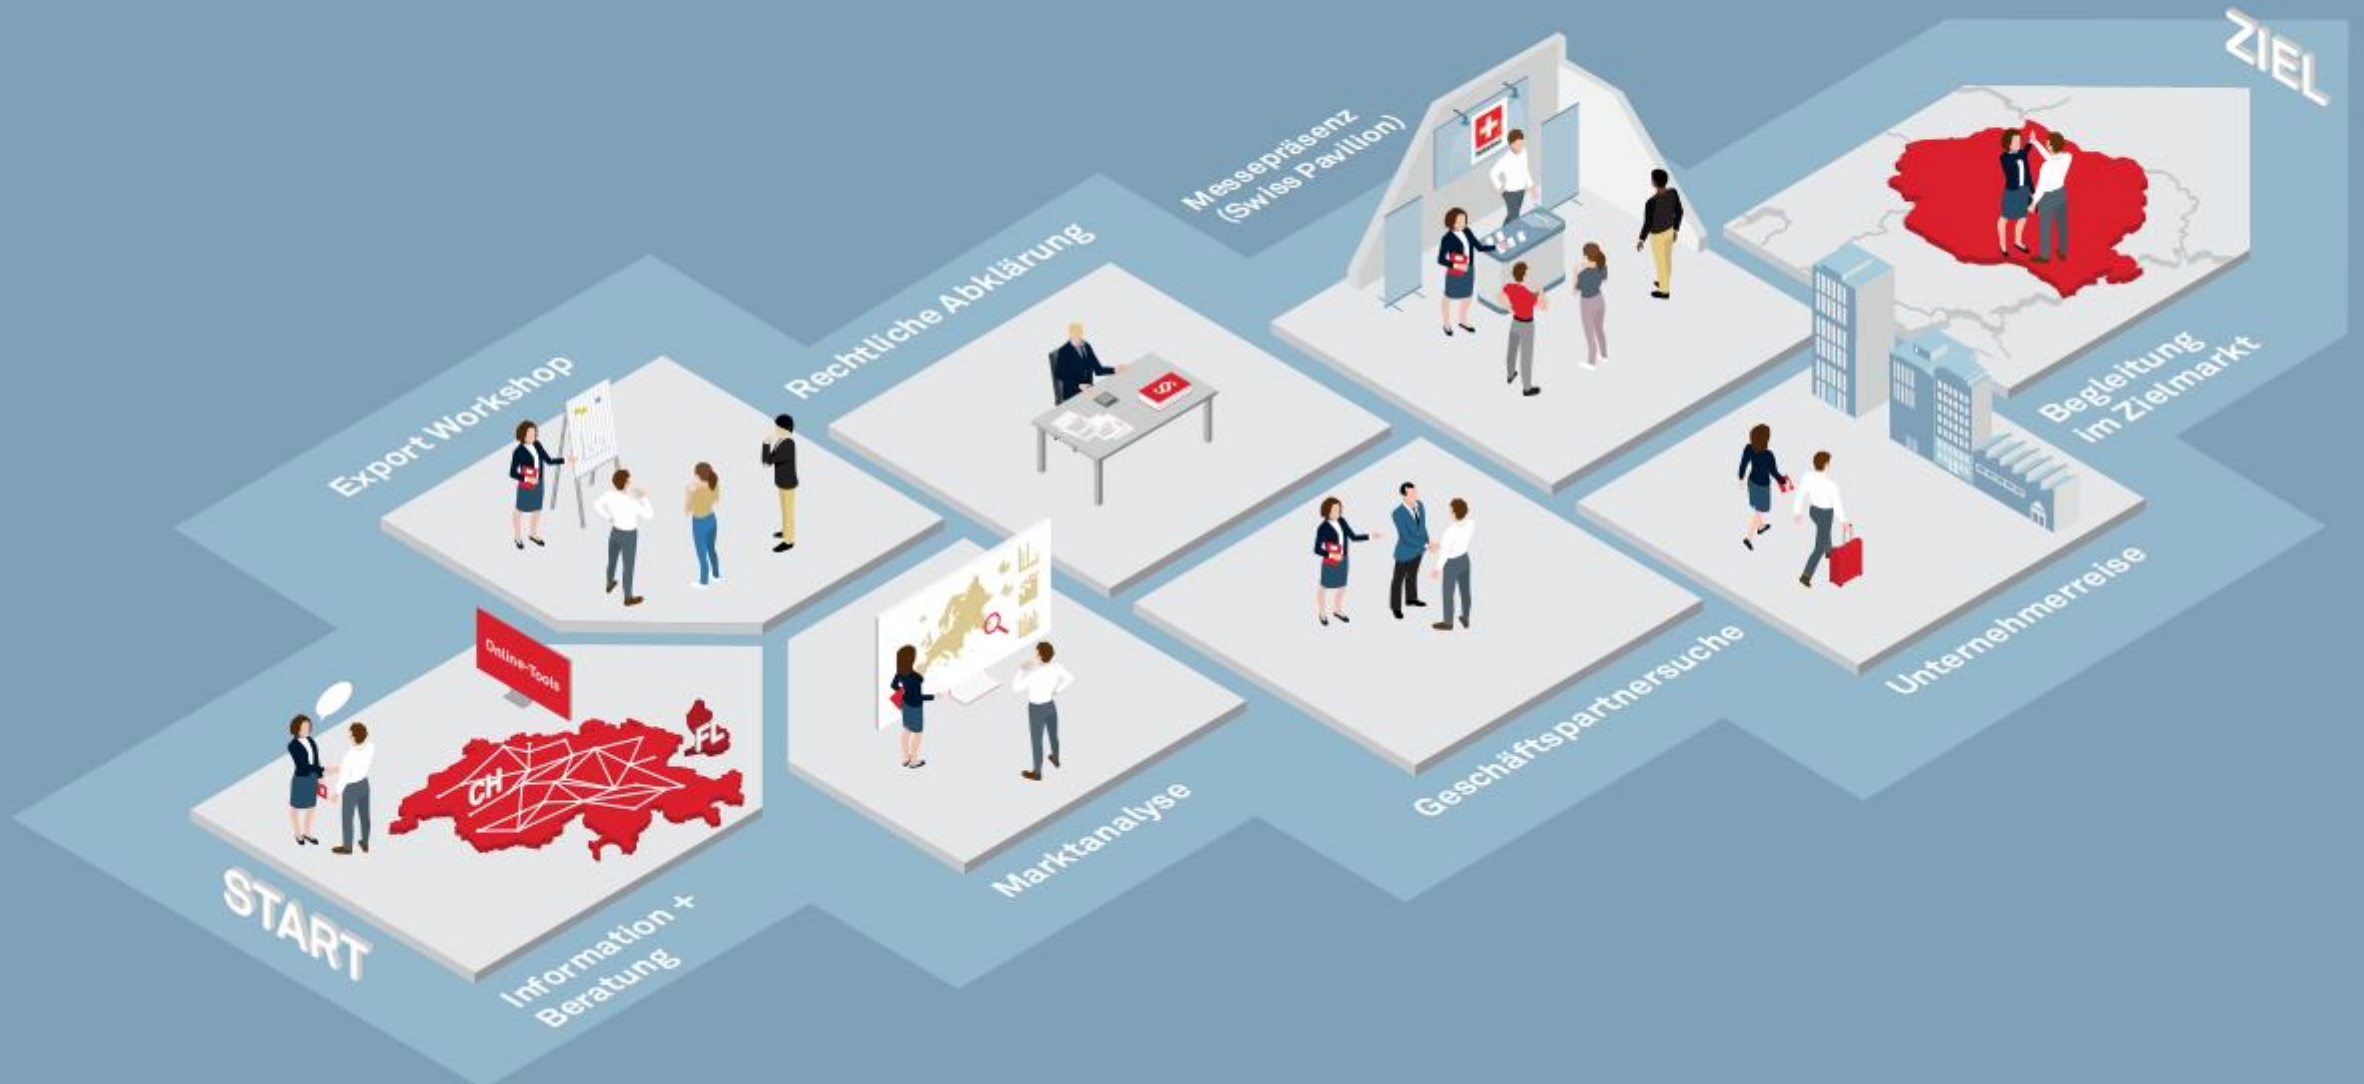 ZIEL
Messepräsenz
(Swiss Pavilion)
Rechtliche Abklärung
Export Workshop
Begleitung
im Zielmarkt
§
Unternehmerreise
Geschäftspartnersuche
Online-Tools
FL
CH
Marktanalyse
START
Information +
Beratung